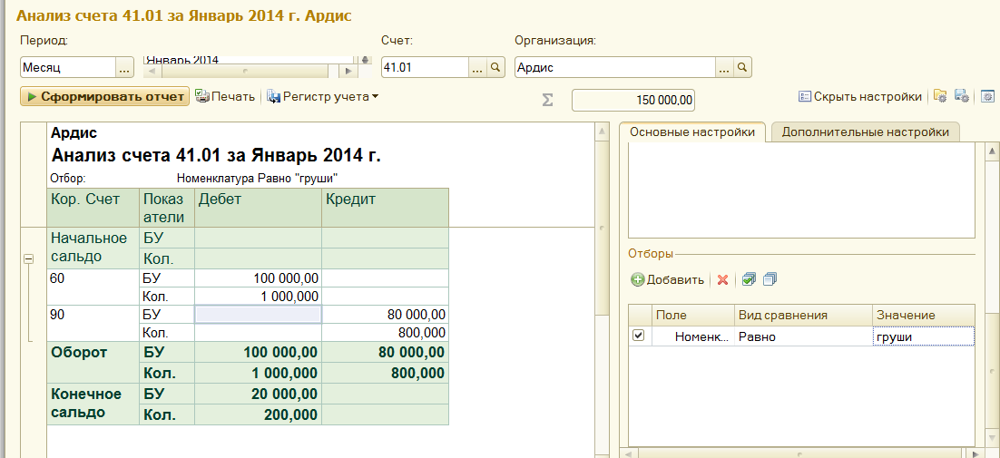 Анализ счета 41.01 за Январь 2014 г. Ардис
Период: Счет: Организация:
Месяц ... Январь 2014 41.01 ... Ардис ...
Сформировать отчет Печать Регистр учета Σ 150 000,00 Скрыть настройки
Основные настройки Дополнительные настройки
Ардис
Анализ счета 41.01 за Январь 2014 г.
Отбор: Номенклатура Равно "груши"
Кор. Счет Показ Дебет Кредит
атели
Начальное БУ
сальдо Кол.
60 БУ 100 000,00
Кол. 1 000,000
90 БУ 80 000,00
Кол. 800,000
Оборот БУ 100 000,00 80 000,00
Кол. 1 000,000 800,000
Конечное БУ 20 000,00
сальдо Кол. 200,000
Отборы
Добавить
Поле Вид сравнения Значение
Номенк... Равно груши